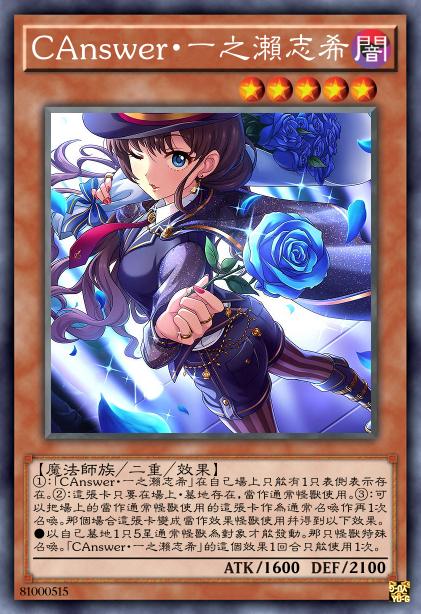 CAnswer・一之瀨志希 闇
【魔法師族/二重/效果】
①:「CAnswer・一之瀨志希」在自己場上只能有1只表側表示存
在。②:這張卡只要在場上・墓地存在,當作通常怪獸使用。③:可
以把場上的當作通常怪獸使用的這張卡作為通常召喚作再1次
召喚。那個場合這張卡變成當作效果怪獸使用并得到以下效果。
●以自己墓地1只5星通常怪獸為對象才能發動。那只怪獸特殊
召喚。「CAnswer・一之瀨志希」的這個效果1回合只能使用1次。
ATK/1600 DEF/2100
81000515